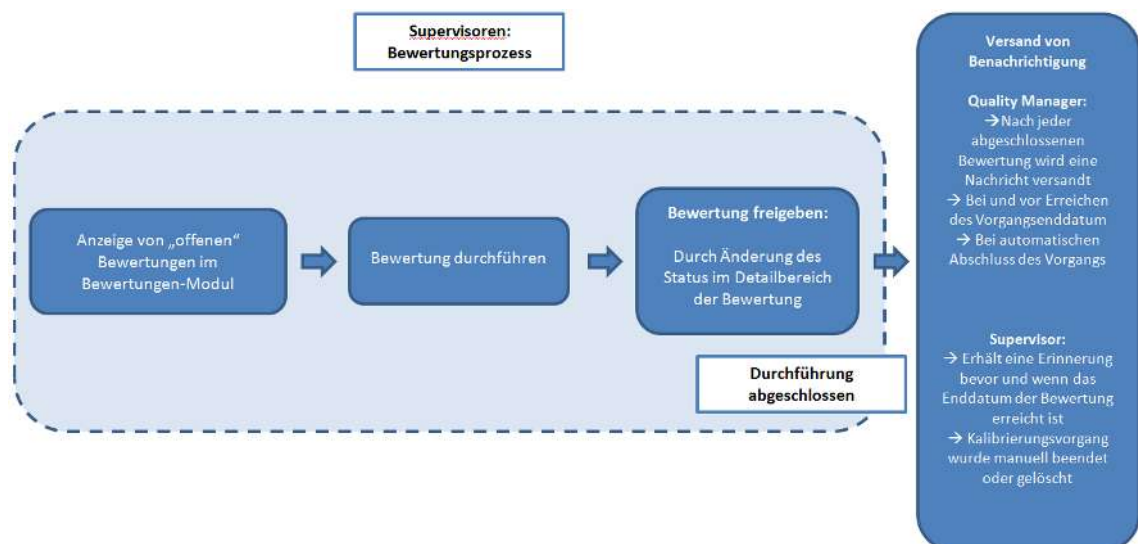 Supervisoren:
Bewertungsprozess
Anzeige von „offenen“
Bewertungen im
Bewertungen-Modul
Bewertung durchführen
Bewertung freigeben:
Durch Änderung des
Status im Detailbereich
der Bewertung
Durchführung
abgeschlossen
Versand von
Benachrichtigung
Quality Manager:
→Nach jeder
abgeschlossenen
Bewertung wird eine
Nachricht versandt
→ Bei und vor Erreichen
des Vorgangsenddatum
→ Bei automatischen
Abschluss des Vorgangs
Supervisor:
→ Erhält eine Erinnerung
bevor und wenn das
Enddatum der Bewertung
erreicht ist
→ Kalibrierungsvorgang
wurde manuell beendet
oder gelöscht